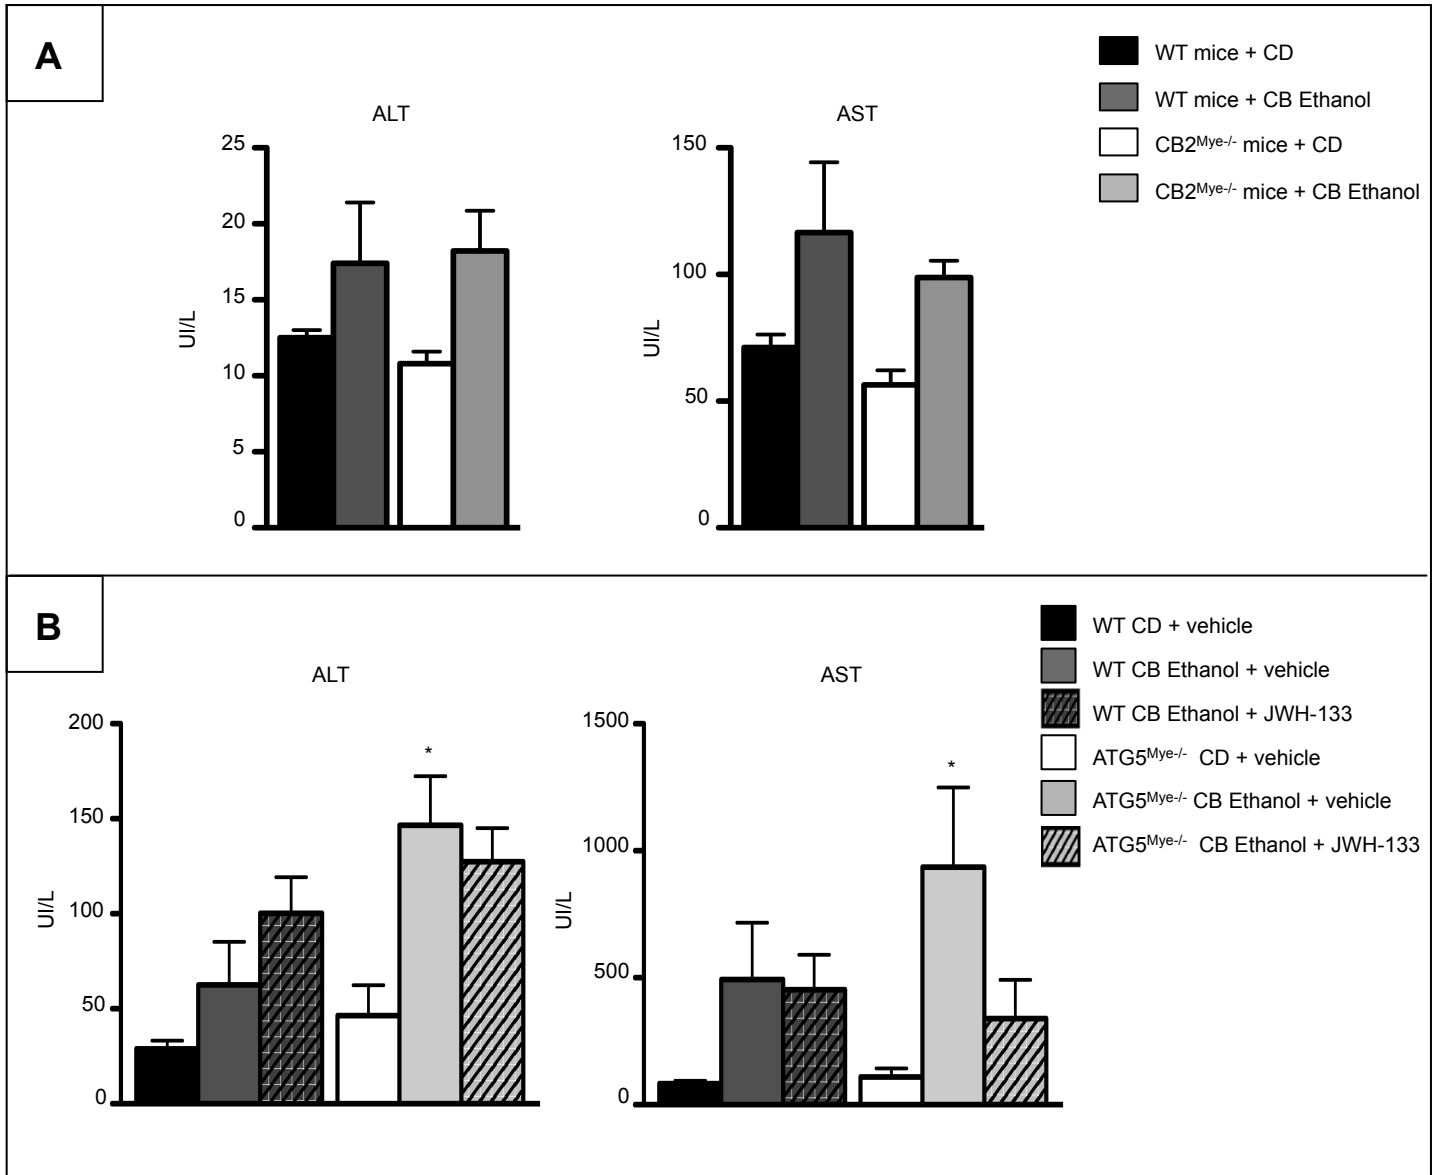 A
WT mice + CD
WT mice + CB Ethanol
CB2Mye-/- mice + CD
CB2Mye-/- mice + CB Ethanol
ALT
25
20
15
10
5
0
UI/L
AST
150
100
50
0
UI/L
B
WT CD + vehicle
WT CB Ethanol + vehicle
WT CB Ethanol + JWH-133
ATG5Mye-/- CD + vehicle
ATG5Mye-/- CB Ethanol + vehicle
ATG5Mye-/- CB Ethanol + JWH-133
ALT
200
150
100
50
0
UI/L
*
AST
1500
1000
500
0
UI/L
*